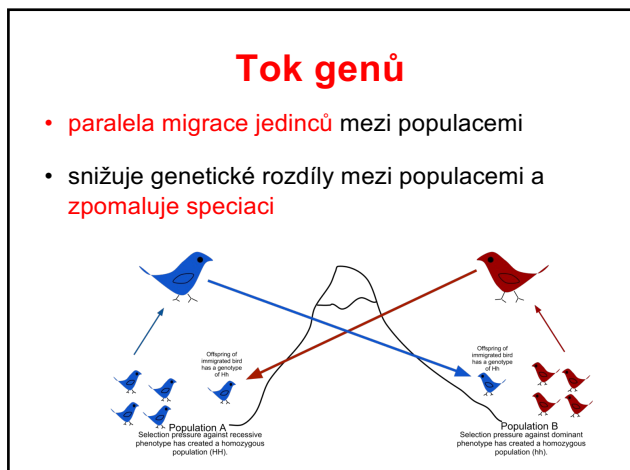 Tok genů
• paralela migrace jedinců mezi populacemi
• snižuje genetické rozdíly mezi populacemi a
zpomaluje speciaci
Offspring of
immigrated bird
has a genotype
of Hh
Offspring of
immigrated bird
has a genotype
of Hh
Population A
Selection pressure against recessive
phenotype has created a homozygous
population (HH).
Population B
Selection pressure against dominant
phenotype has created a homozygous
population (hh).